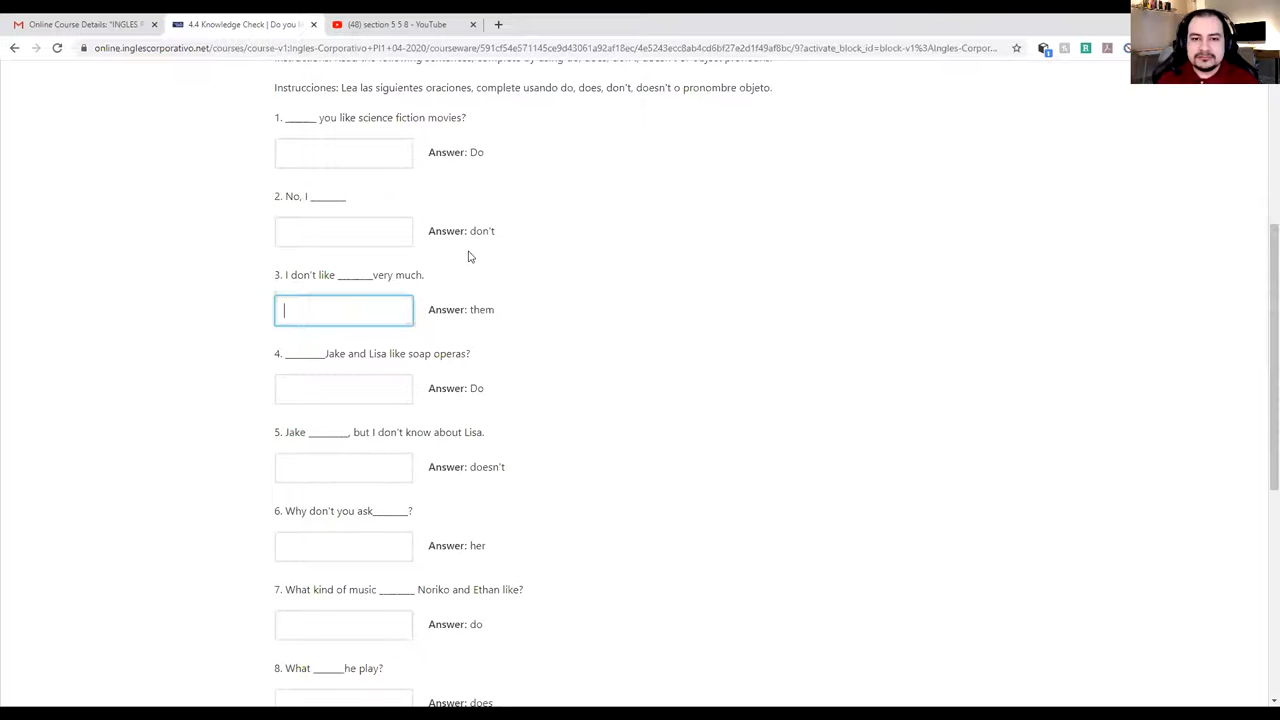 Online Course Details: "INGLES
4.4 Knowledge Check | Do you
(48) section 5 5 8 - YouTube
Instrucciones: Lea las siguientes oraciones, complete usando do, does, don't, doesn't o pronombre objeto.
1. ______ you like science fiction movies?
Answer: Do
2. No, I _______
Answer: don't
3. I don't like _______very much.
Answer: them
4. ________Jake and Lisa like soap operas?
Answer: Do
5. Jake ________, but I don't know about Lisa.
Answer: doesn't
6. Why don't you ask_______?
Answer: her
7. What kind of music _______ Noriko and Ethan like?
Answer: do
8. What ______he play?
Answer: does